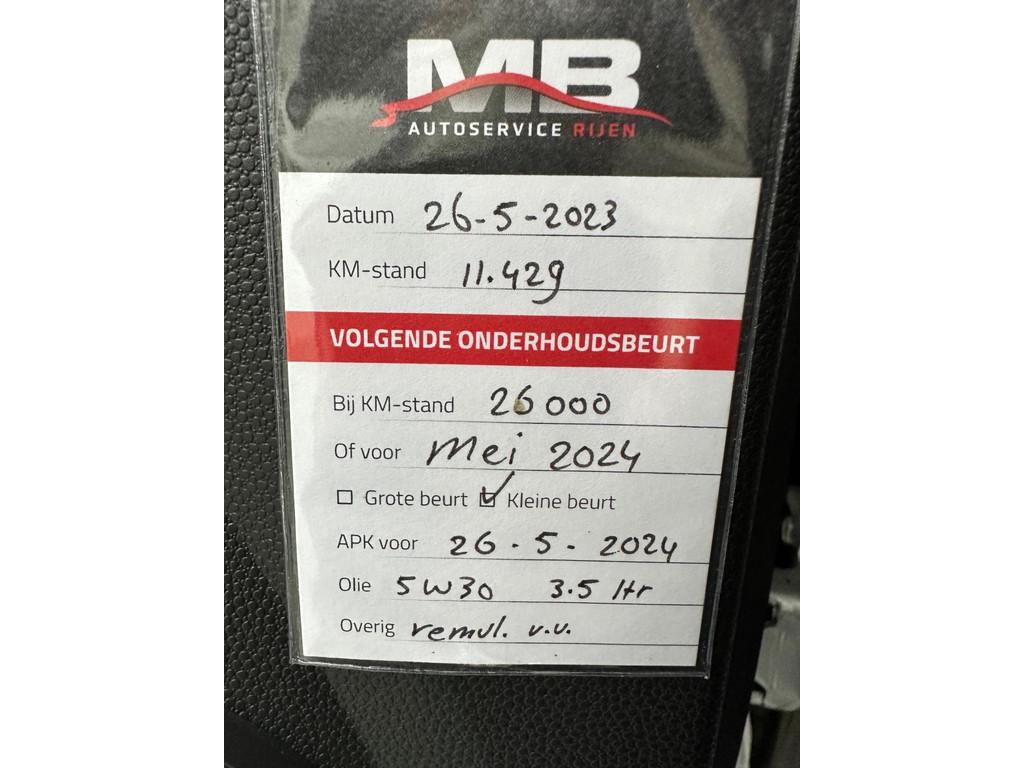 MB
AUTOSERVICE RIJEN
Datum 26-5-2023
KM-stand 11.429
VOLGENDE ONDERHOUDSBEURT
Bij KM-stand 26000
Of voor Mei 2024
Grote beurt Kleine beurt
APK voor 26-5-2024
Olie 5W30 3.5 ltr
Overig remvl. v.v.